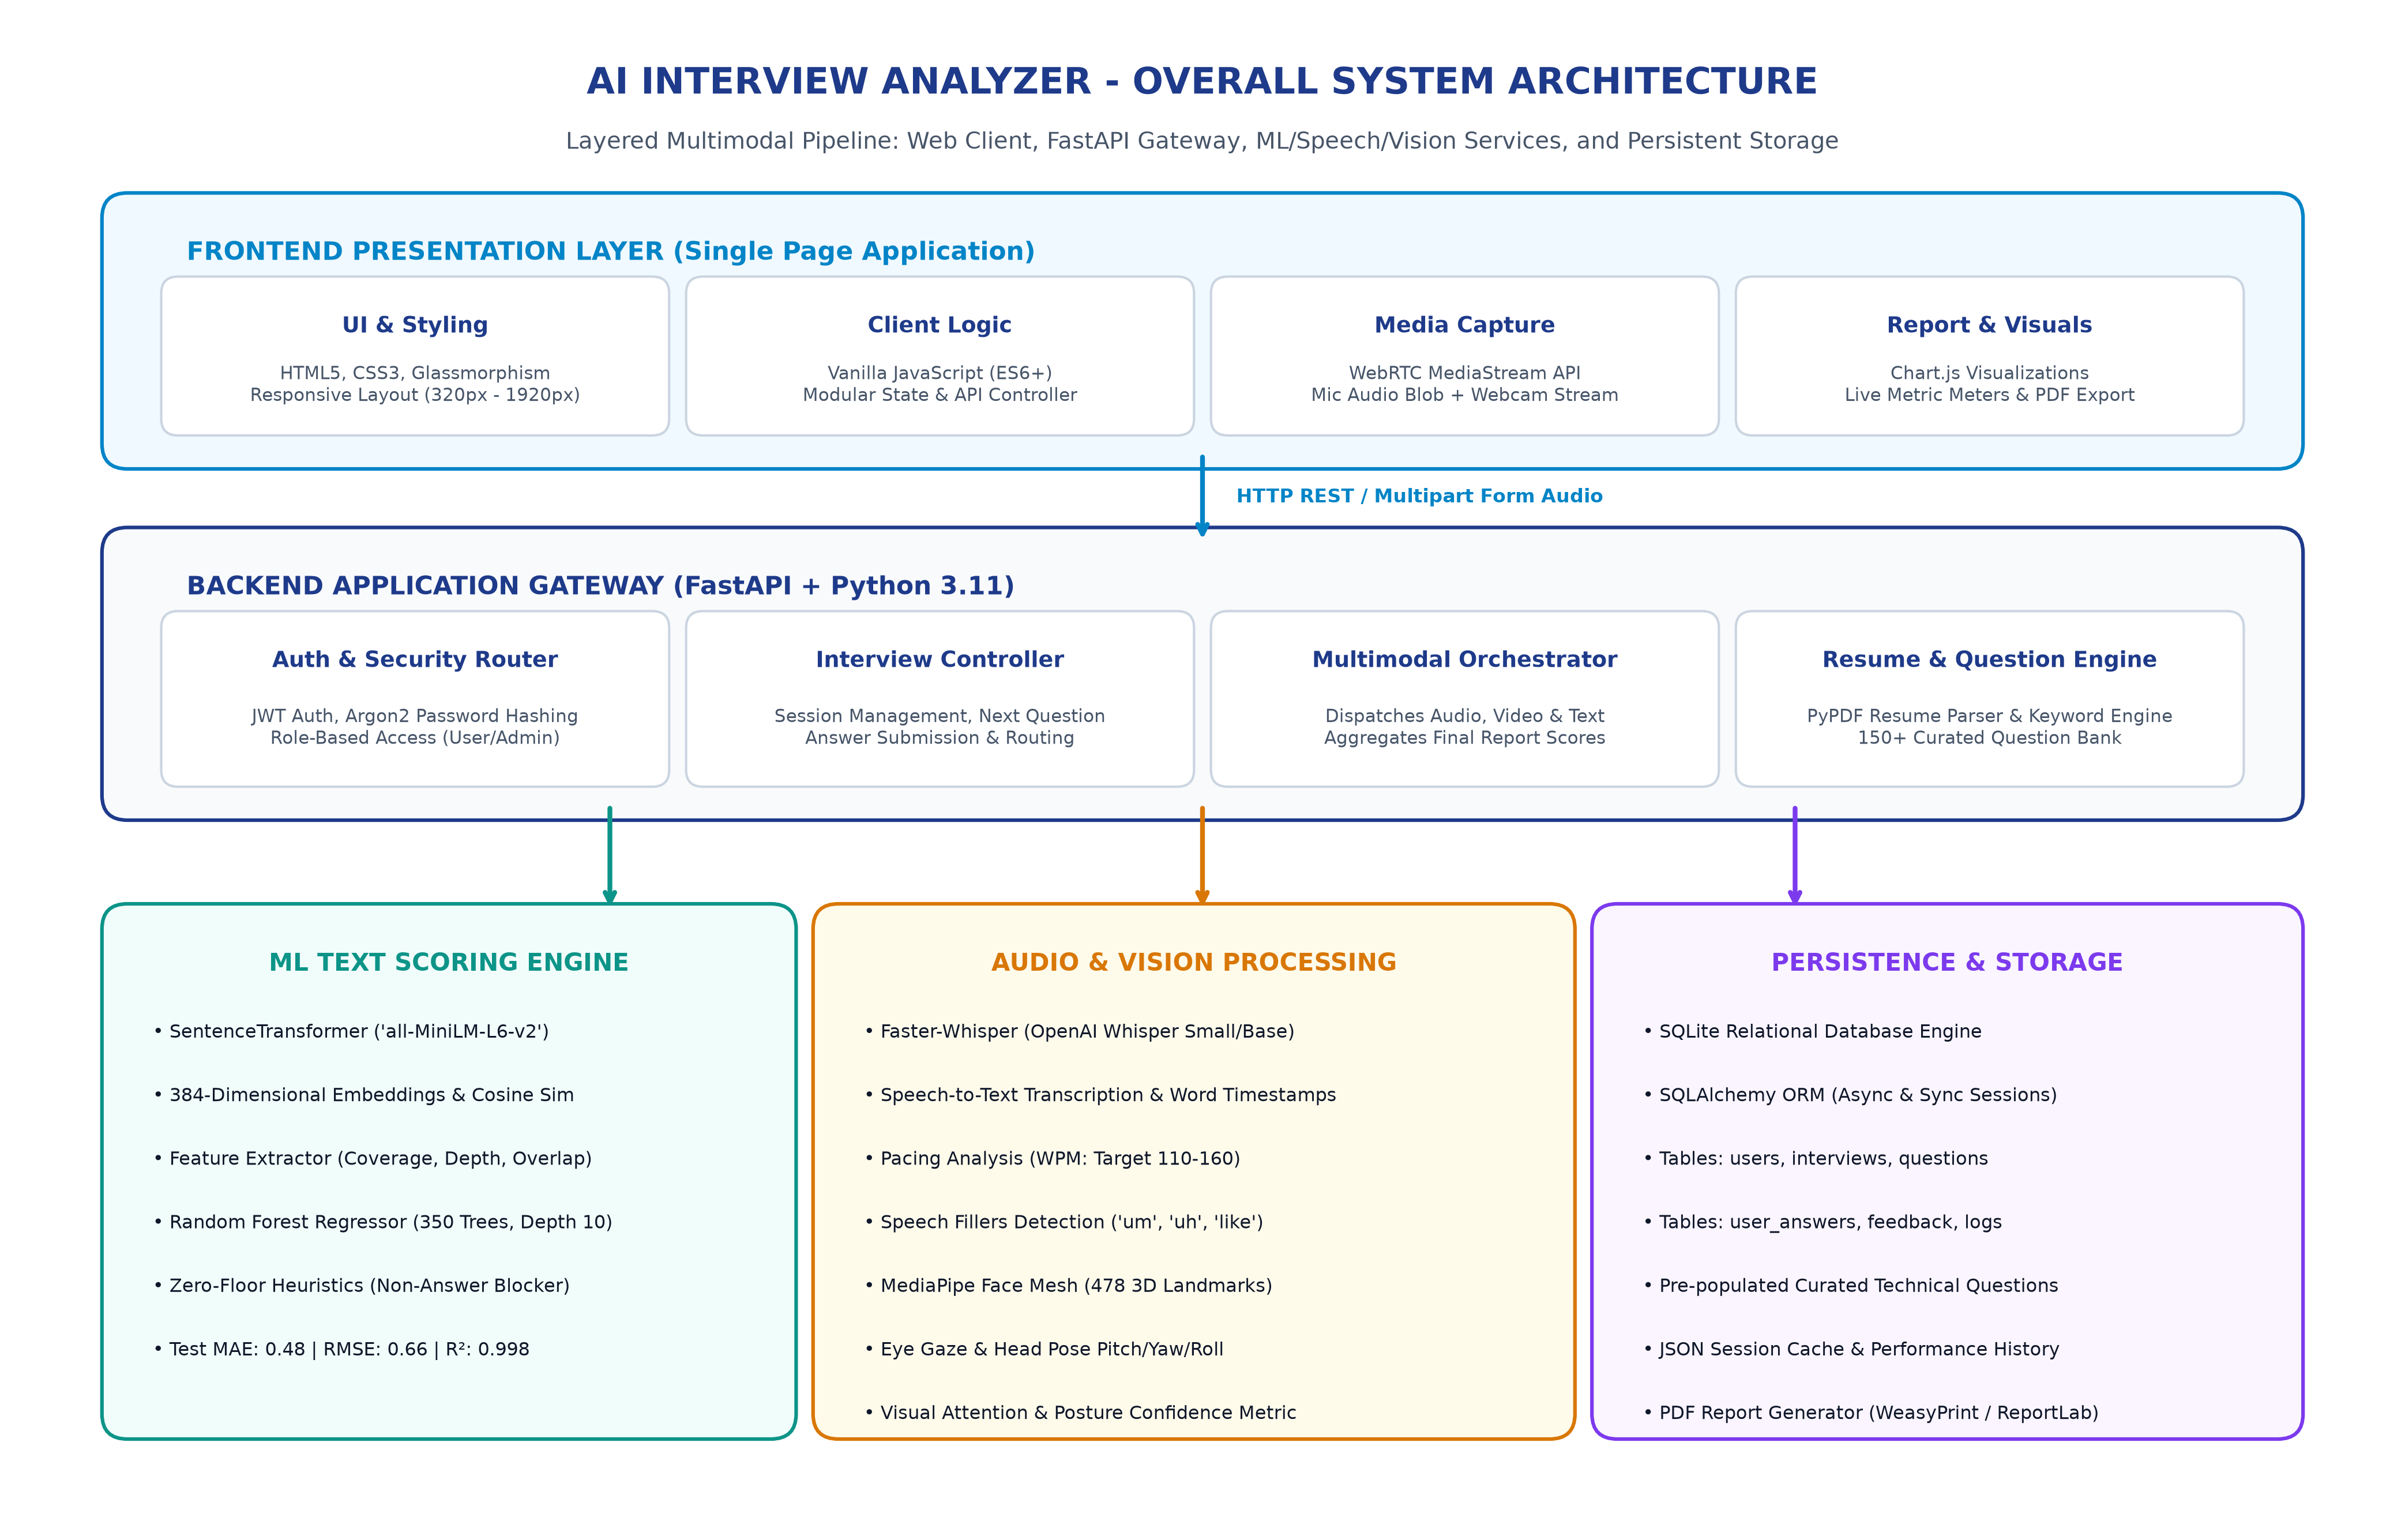 AI INTERVIEW ANALYZER - OVERALL SYSTEM ARCHITECTURE
Layered Multimodal Pipeline: Web Client, FastAPI Gateway, ML/Speech/Vision Services, and Persistent Storage
FRONTEND PRESENTATION LAYER (Single Page Application)
UI & Styling
HTML5, CSS3, Glassmorphism
Responsive Layout (320px - 1920px)
Client Logic
Vanilla JavaScript (ES6+)
Modular State & API Controller
Media Capture
WebRTC MediaStream API
Mic Audio Blob + Webcam Stream
Report & Visuals
Chart.js Visualizations
Live Metric Meters & PDF Export
HTTP REST / Multipart Form Audio
BACKEND APPLICATION GATEWAY (FastAPI + Python 3.11)
Auth & Security Router
JWT Auth, Argon2 Password Hashing
Role-Based Access (User/Admin)
Interview Controller
Session Management, Next Question
Answer Submission & Routing
Multimodal Orchestrator
Dispatches Audio, Video & Text
Aggregates Final Report Scores
Resume & Question Engine
PyPDF Resume Parser & Keyword Engine
150+ Curated Question Bank
ML TEXT SCORING ENGINE
• SentenceTransformer ('all-MiniLM-L6-v2')
• 384-Dimensional Embeddings & Cosine Sim
• Feature Extractor (Coverage, Depth, Overlap)
• Random Forest Regressor (350 Trees, Depth 10)
• Zero-Floor Heuristics (Non-Answer Blocker)
• Test MAE: 0.48 | RMSE: 0.66 | R²: 0.998
AUDIO & VISION PROCESSING
• Faster-Whisper (OpenAI Whisper Small/Base)
• Speech-to-Text Transcription & Word Timestamps
• Pacing Analysis (WPM: Target 110-160)
• Speech Fillers Detection ('um', 'uh', 'like')
• MediaPipe Face Mesh (478 3D Landmarks)
• Eye Gaze & Head Pose Pitch/Yaw/Roll
• Visual Attention & Posture Confidence Metric
PERSISTENCE & STORAGE
• SQLite Relational Database Engine
• SQLAlchemy ORM (Async & Sync Sessions)
• Tables: users, interviews, questions
• Tables: user_answers, feedback, logs
• Pre-populated Curated Technical Questions
• JSON Session Cache & Performance History
• PDF Report Generator (WeasyPrint / ReportLab)